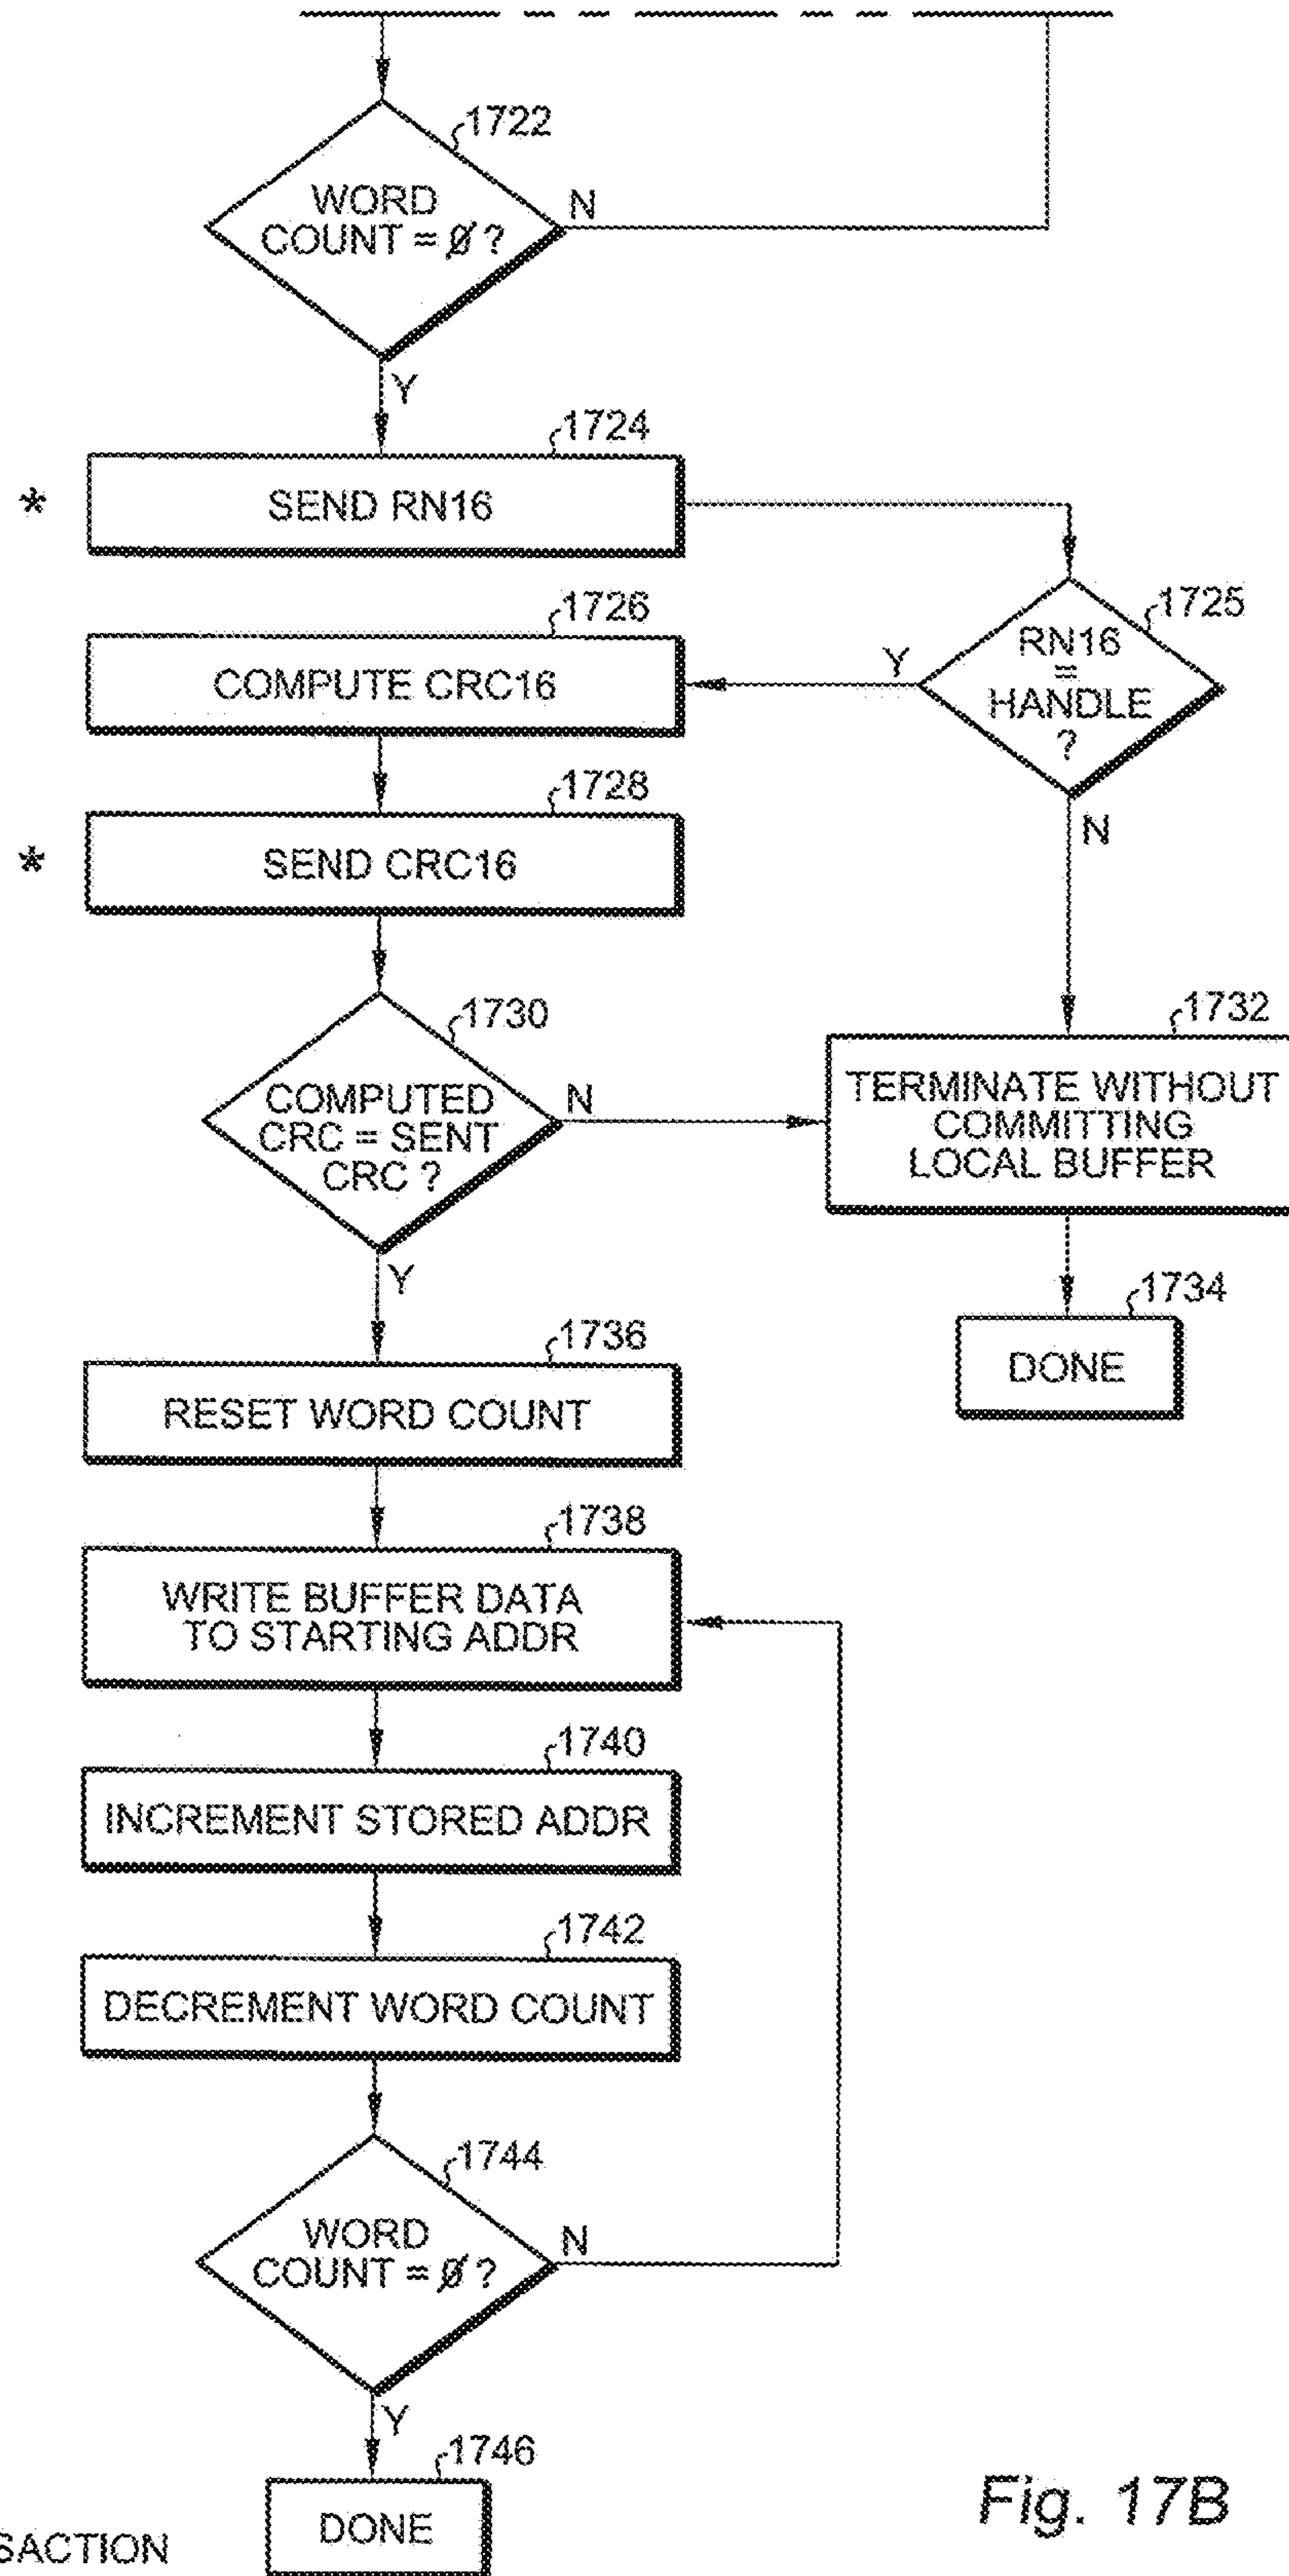 1722
WORD
COUNT = Ø ?
N
Y
1724
* SEND RN16
1725
RN16
=
HANDLE
?
Y
N
1726
COMPUTE CRC16
1728
* SEND CRC16
1730
COMPUTED
CRC = SENT
CRC ?
N
Y
1732
TERMINATE WITHOUT
COMMITTING
LOCAL BUFFER
1734
DONE
1736
RESET WORD COUNT
1738
WRITE BUFFER DATA
TO STARTING ADDR
1740
INCREMENT STORED ADDR
1742
DECREMENT WORD COUNT
1744
WORD
COUNT = Ø ?
N
Y
1746
DONE
SACTION
Fig. 17B